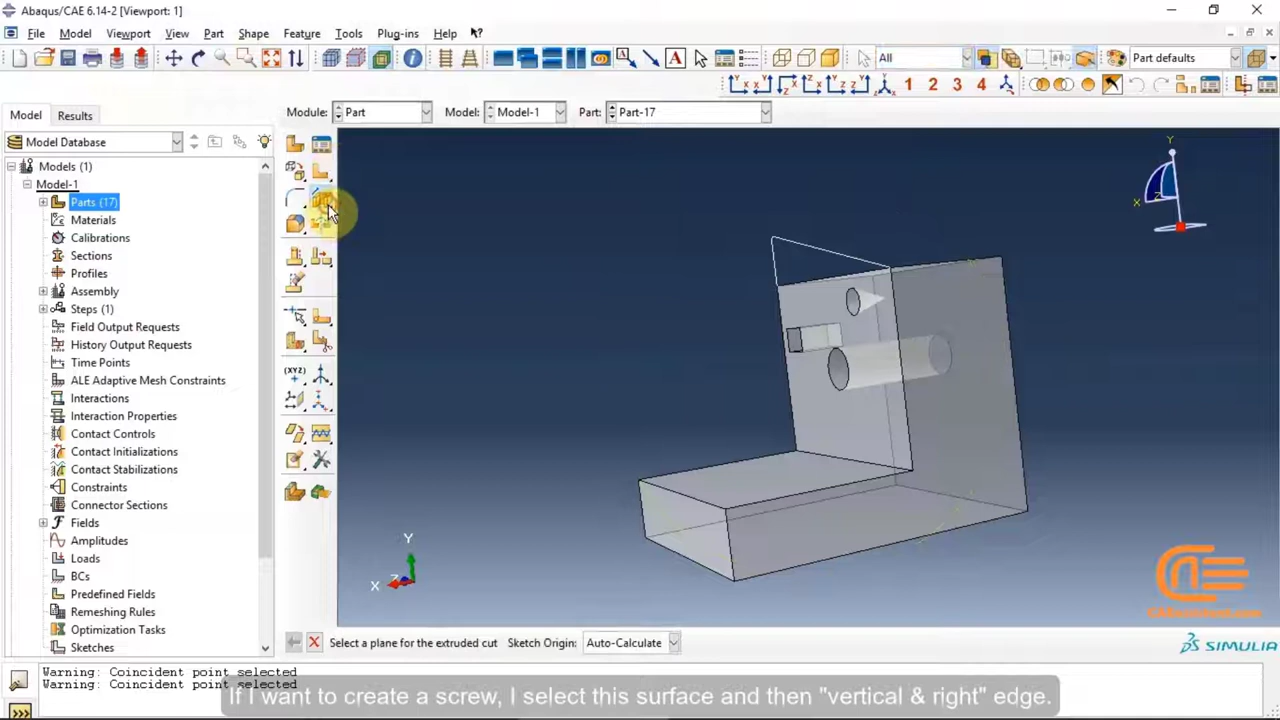 Abaqus/CAE 6.14-2 [Viewport: 1]
File Model Viewport View Part Shape Feature Tools Plug-ins Help
All Part defaults
1 2 3 4
Model Results
Module: Part Model: Model-1 Part: Part-17
Model Database
Models (1)
Model-1
Parts (17)
Materials
Calibrations
Sections
Profiles
Assembly
Steps (1)
Field Output Requests
History Output Requests
Time Points
ALE Adaptive Mesh Constraints
Interactions
Interaction Properties
Contact Controls
Contact Initializations
Contact Stabilizations
Constraints
Connector Sections
Fields
Amplitudes
Loads
BCs
Predefined Fields
Remeshing Rules
Optimization Tasks
Sketches
(XYZ)
Y
X
Z
Y
X
Z
Select a plane for the extruded cut Sketch Origin: Auto-Calculate
SIMULIA
Warning: Coincident point selected
Warning: Coincident point selected
If I want to create a screw, I select this surface and then "vertical & right" edge.